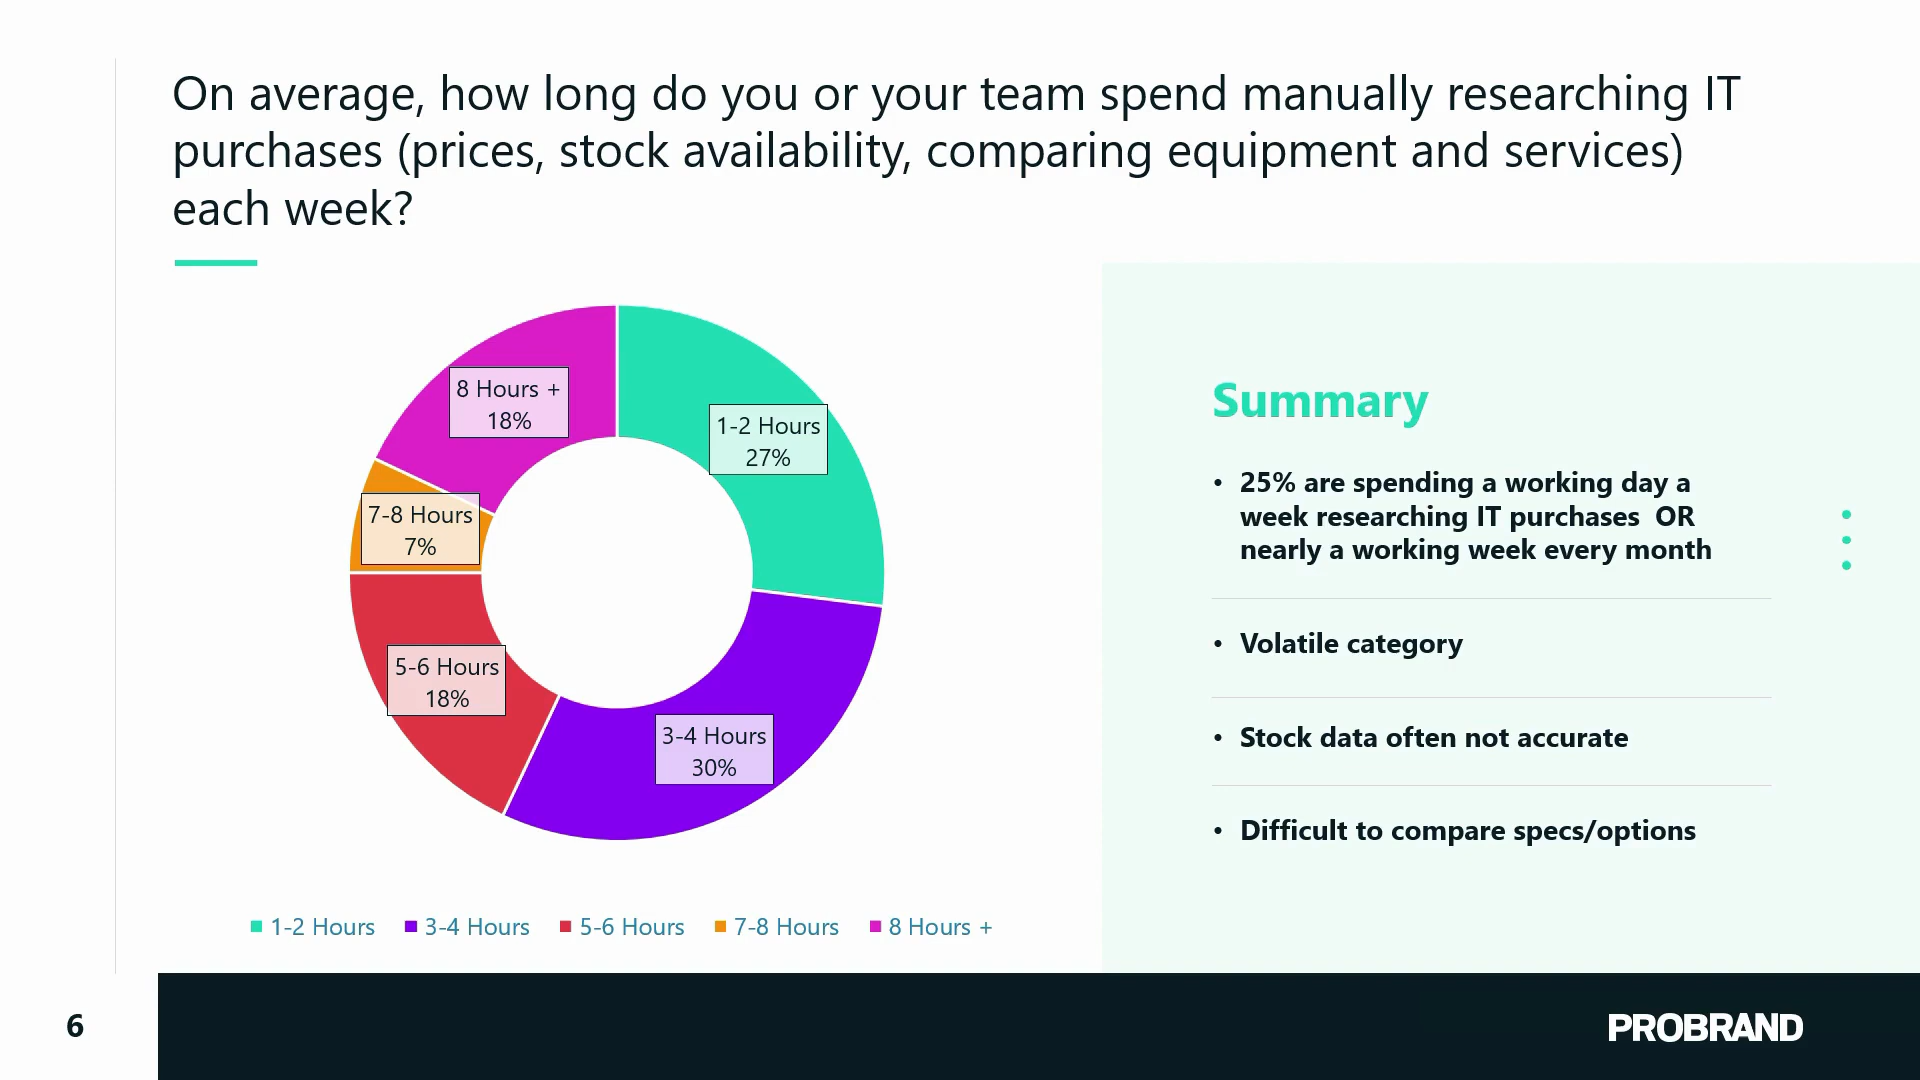 On average, how long do you or your team spend manually researching IT
purchases (prices, stock availability, comparing equipment and services)
each week?
8 Hours +
18%
1-2 Hours
27%
7-8 Hours
7%
5-6 Hours
18%
3-4 Hours
30%
1-2 Hours 3-4 Hours 5-6 Hours 7-8 Hours 8 Hours +
Summary
• 25% are spending a working day a
week researching IT purchases  OR
nearly a working week every month
• Volatile category
• Stock data often not accurate
• Difficult to compare specs/options
6
PROBRAND